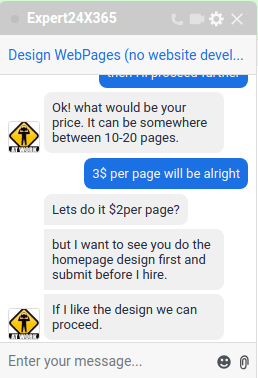 Expert24X365
Design WebPages (no website devel...
then I'll proceed further
Ok! what would be your
price. It can be somewhere
between 10-20 pages.
3$ per page will be alright
AT WORK
Lets do it $2per page?
but I want to see you do the
homepage design first and
submit before I hire.
If I like the design we can
proceed.
AT WORK
Enter your message...